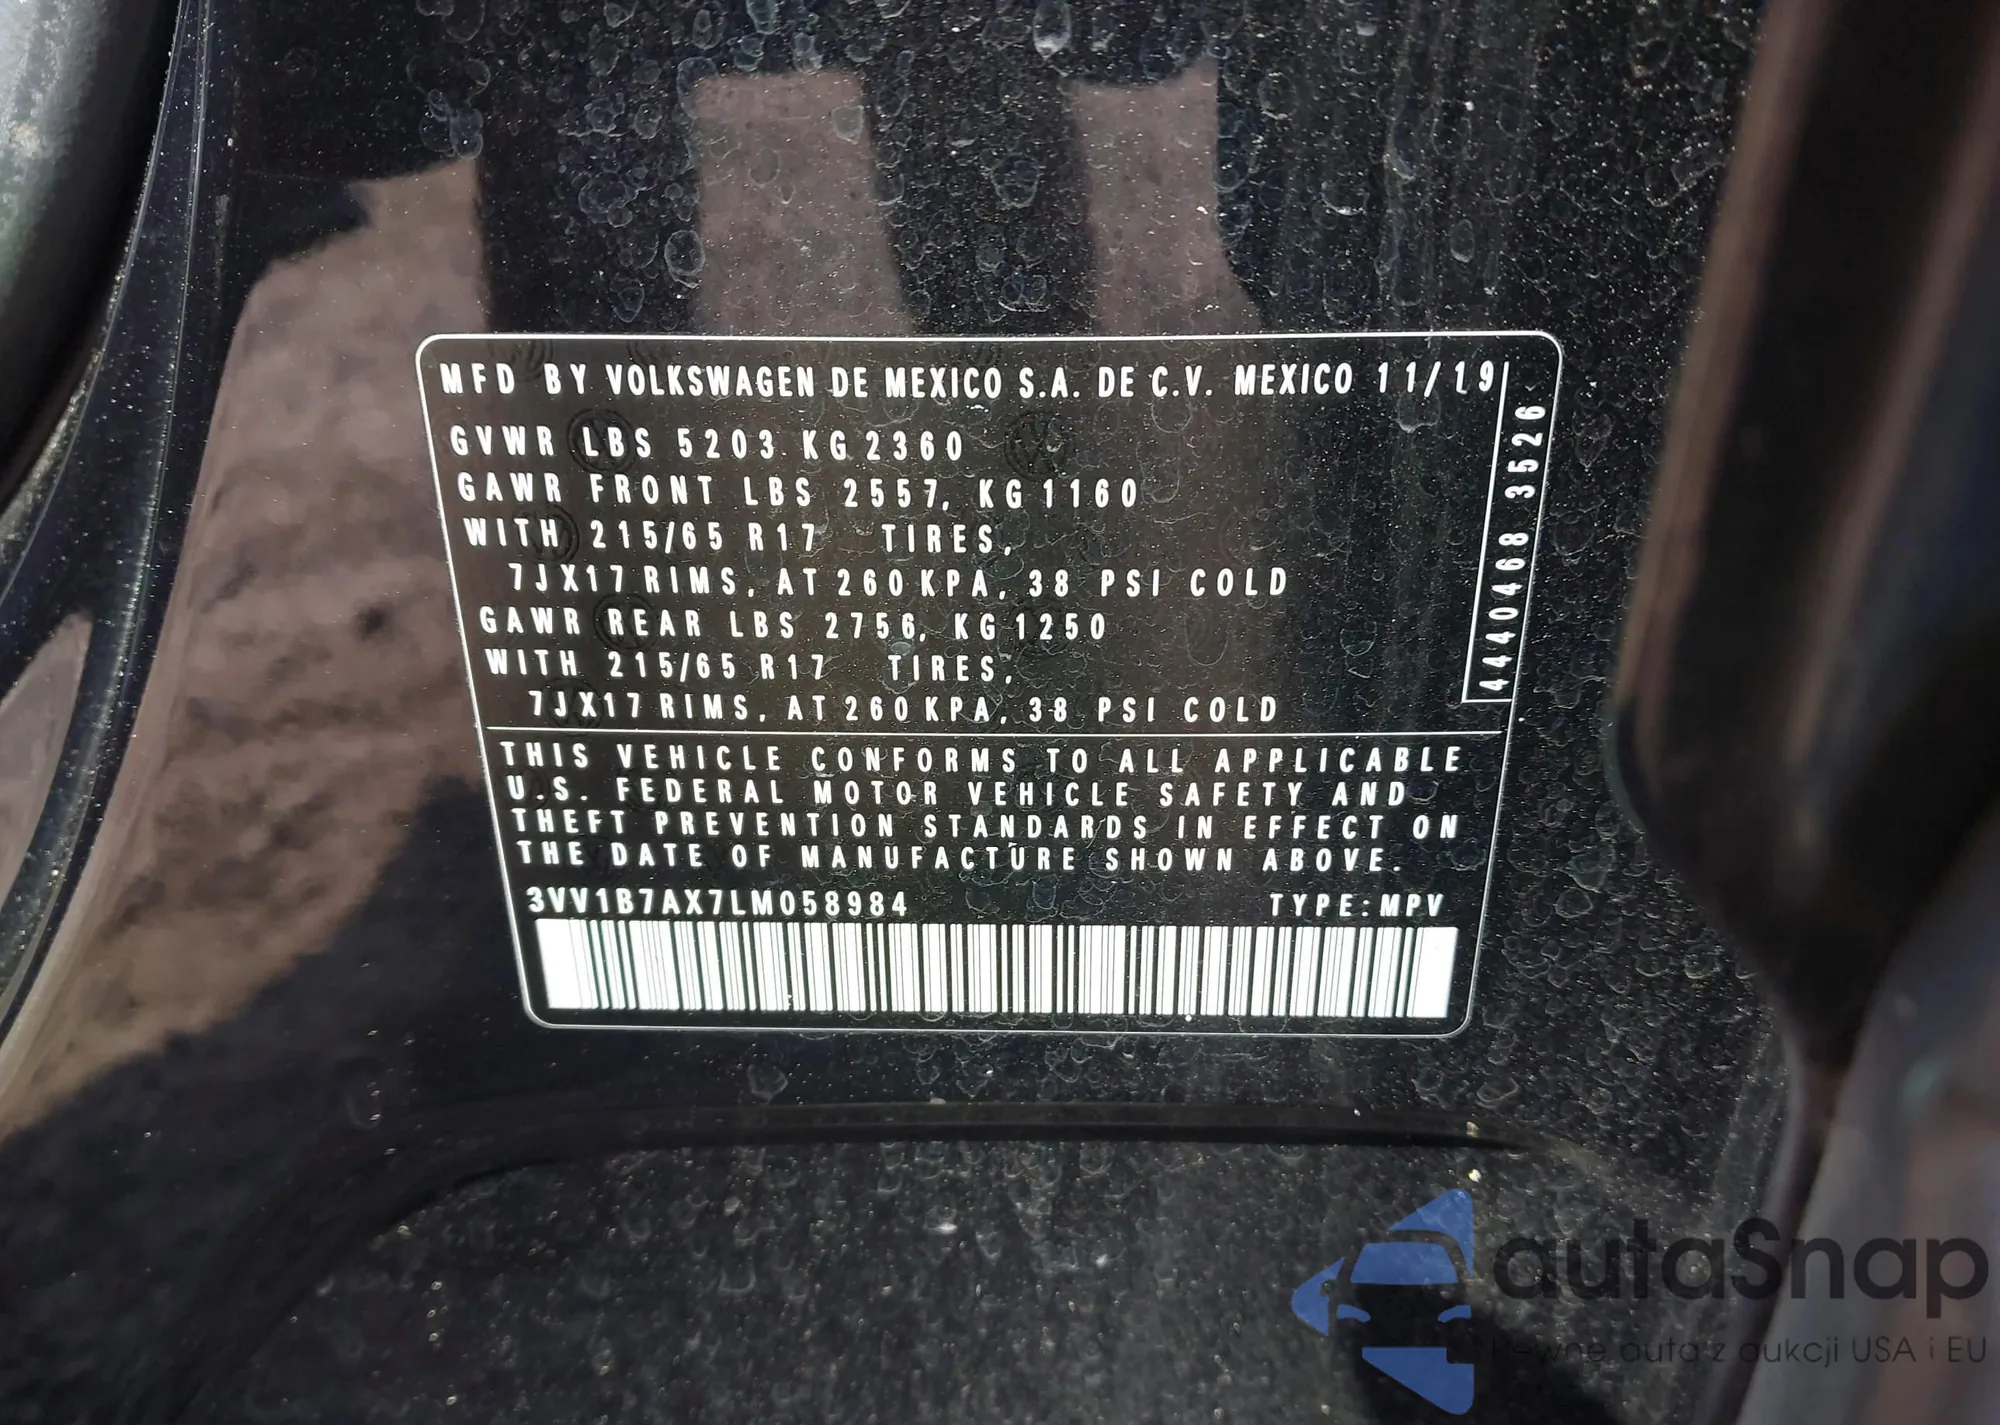 MFD BY VOLKSWAGEN DE MEXICO S.A. DE C.V. MEXICO 11/19
GVWR LBS 5203 KG 2360
GAWR FRONT LBS 2557, KG 1160
WITH 215/65 R17 TIRES,
7JX17 RIMS, AT 260 KPA, 38 PSI COLD
GAWR REAR LBS 2756, KG 1250
WITH 215/65 R17 TIRES,
7JX17 RIMS, AT 260 KPA, 38 PSI COLD
4440468 3526
THIS VEHICLE CONFORMS TO ALL APPLICABLE
U.S. FEDERAL MOTOR VEHICLE SAFETY AND
THEFT PREVENTION STANDARDS IN EFFECT ON
THE DATE OF MANUFACTURE SHOWN ABOVE.
3VV1B7AX7LM058984 TYPE: MPV
autaSnap
Pewne auta z aukcji USA i EU